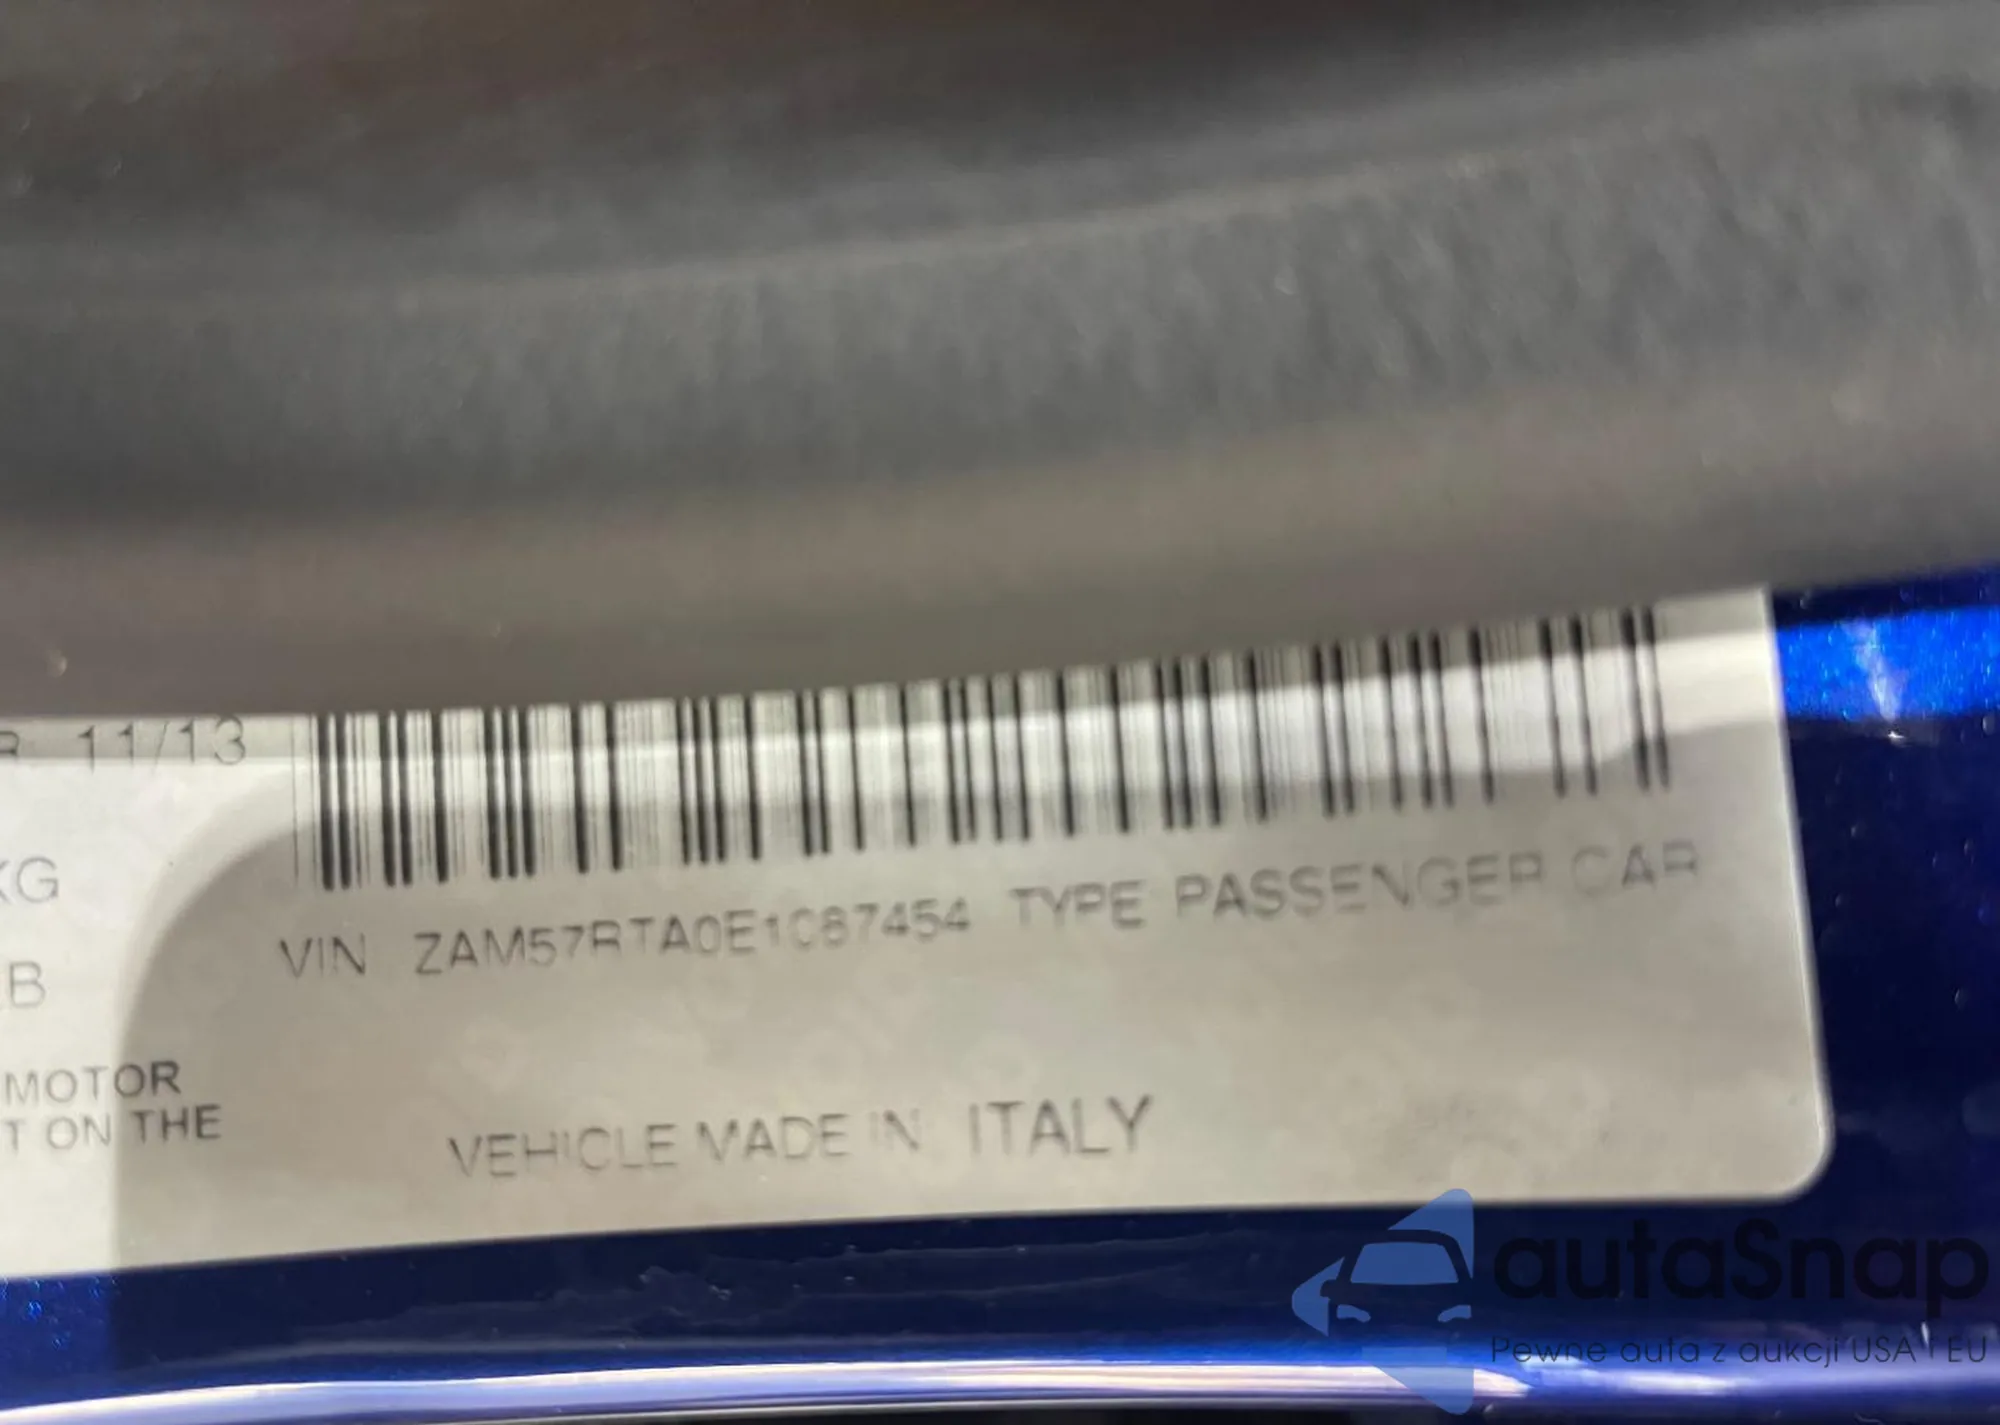 11/13
KG
LB
VIN ZAM57RTA0E1C87454 TYPE PASSENGER CAR
MOTOR
T ON THE
VEHICLE MADE IN ITALY
autaSnap
Pewne auta z aukcji USA i EU